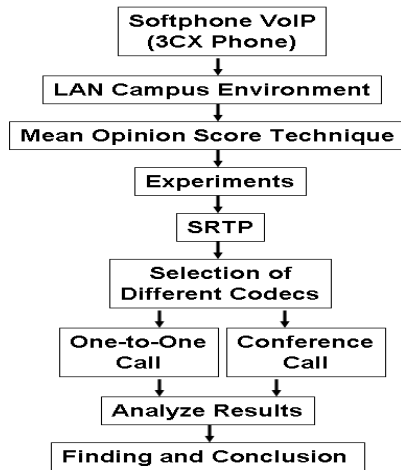 Softphone VoIP
(3CX Phone)
LAN Campus Environment
Mean Opinion Score Technique
Experiments
SRTP
Selection of
Different Codecs
One-to-One
Call
Conference
Call
Analyze Results
Finding and Conclusion